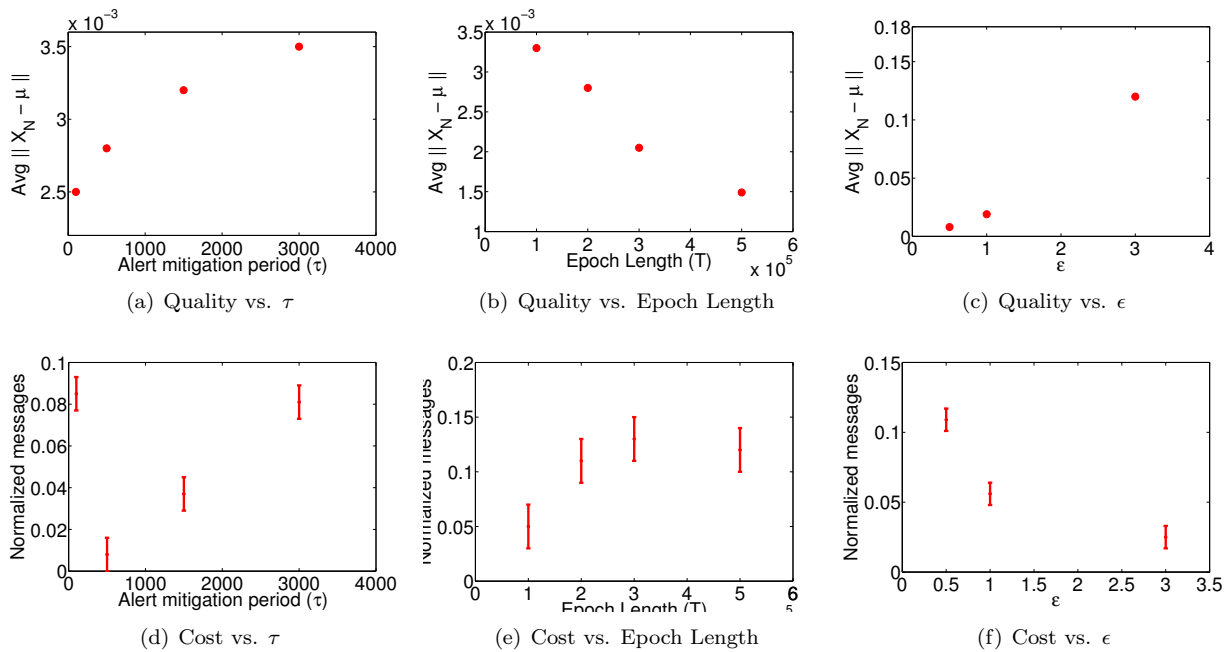 x 10^-3
3.5
3
2.5
Avg || X_N − μ ||
0 1000 2000 3000 4000
Alert mitigation period (τ)
(a) Quality vs. τ
x 10^-3
3.5
3
2.5
2
1.5
1
Avg || X_N − μ ||
0 1 2 3 4 5 6
Epoch Length (T)
x 10^5
(b) Quality vs. Epoch Length
0.18
0.15
0.1
0.05
0
Avg || X_N − μ ||
0 1 2 3 4
ε
(c) Quality vs. ϵ
0.1
0.08
0.06
0.04
0.02
0
Normalized messages
0 1000 2000 3000 4000
Alert mitigation period (τ)
(d) Cost vs. τ
0.2
0.15
0.1
0.05
0
Normalized messages
0 1 2 3 4 5 6
Epoch Length (T)
5
(e) Cost vs. Epoch Length
0.15
0.1
0.05
0
Normalized messages
0 0.5 1 1.5 2 2.5 3 3.5
ε
(f) Cost vs. ϵ